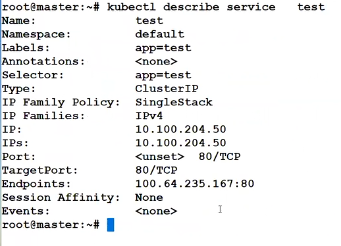 root@master:~# kubectl describe service   test
Name:              test
Namespace:         default
Labels:            app=test
Annotations:       <none>
Selector:          app=test
Type:              ClusterIP
IP Family Policy:  SingleStack
IP Families:       IPv4
IP:                10.100.204.50
IPs:               10.100.204.50
Port:              <unset>  80/TCP
TargetPort:        80/TCP
Endpoints:         100.64.235.167:80
Session Affinity:  None
Events:            <none>
root@master:~#